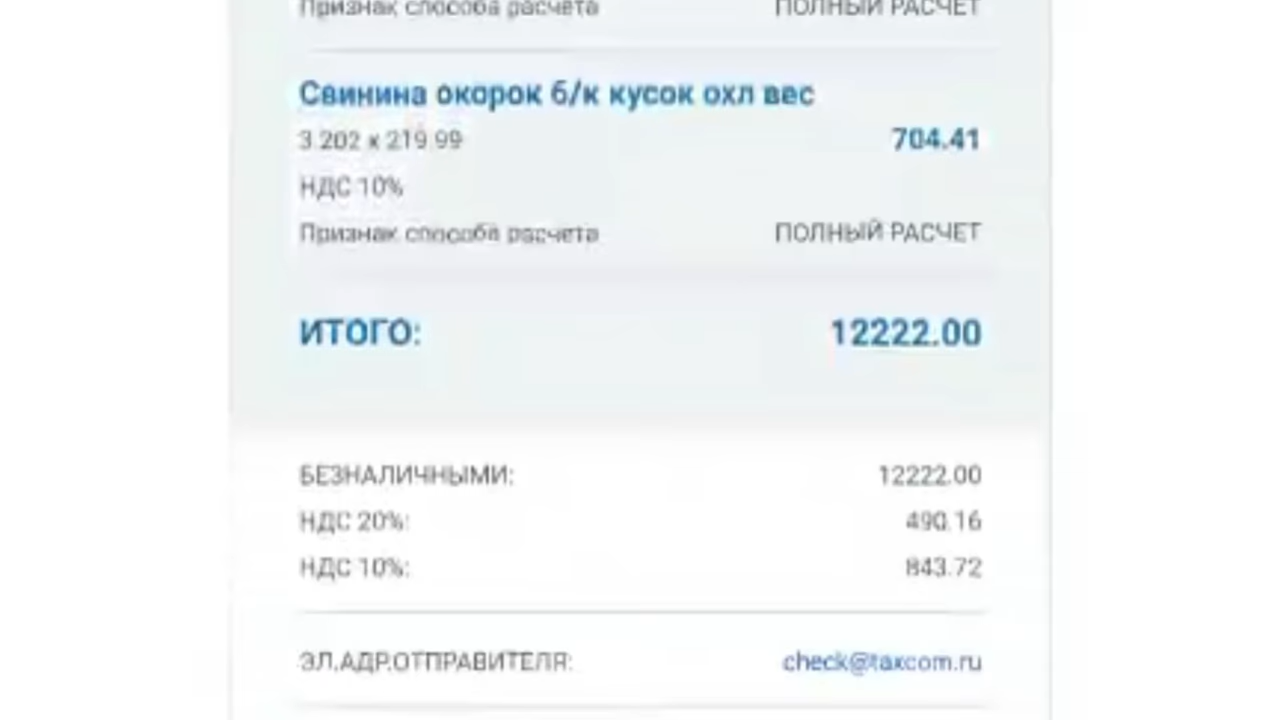 Признак способа расчета ПОЛНЫЙ РАСЧЕТ
Свинина окорок б/к кусок охл вес
3.202 x 219.99 704.41
НДС 10%
Признак способа расчета ПОЛНЫЙ РАСЧЕТ
ИТОГО: 12222.00
БЕЗНАЛИЧНЫМИ: 12222.00
НДС 20%: 490.16
НДС 10%: 843.72
ЭЛ.АДР.ОТПРАВИТЕЛЯ: check@taxcom.ru